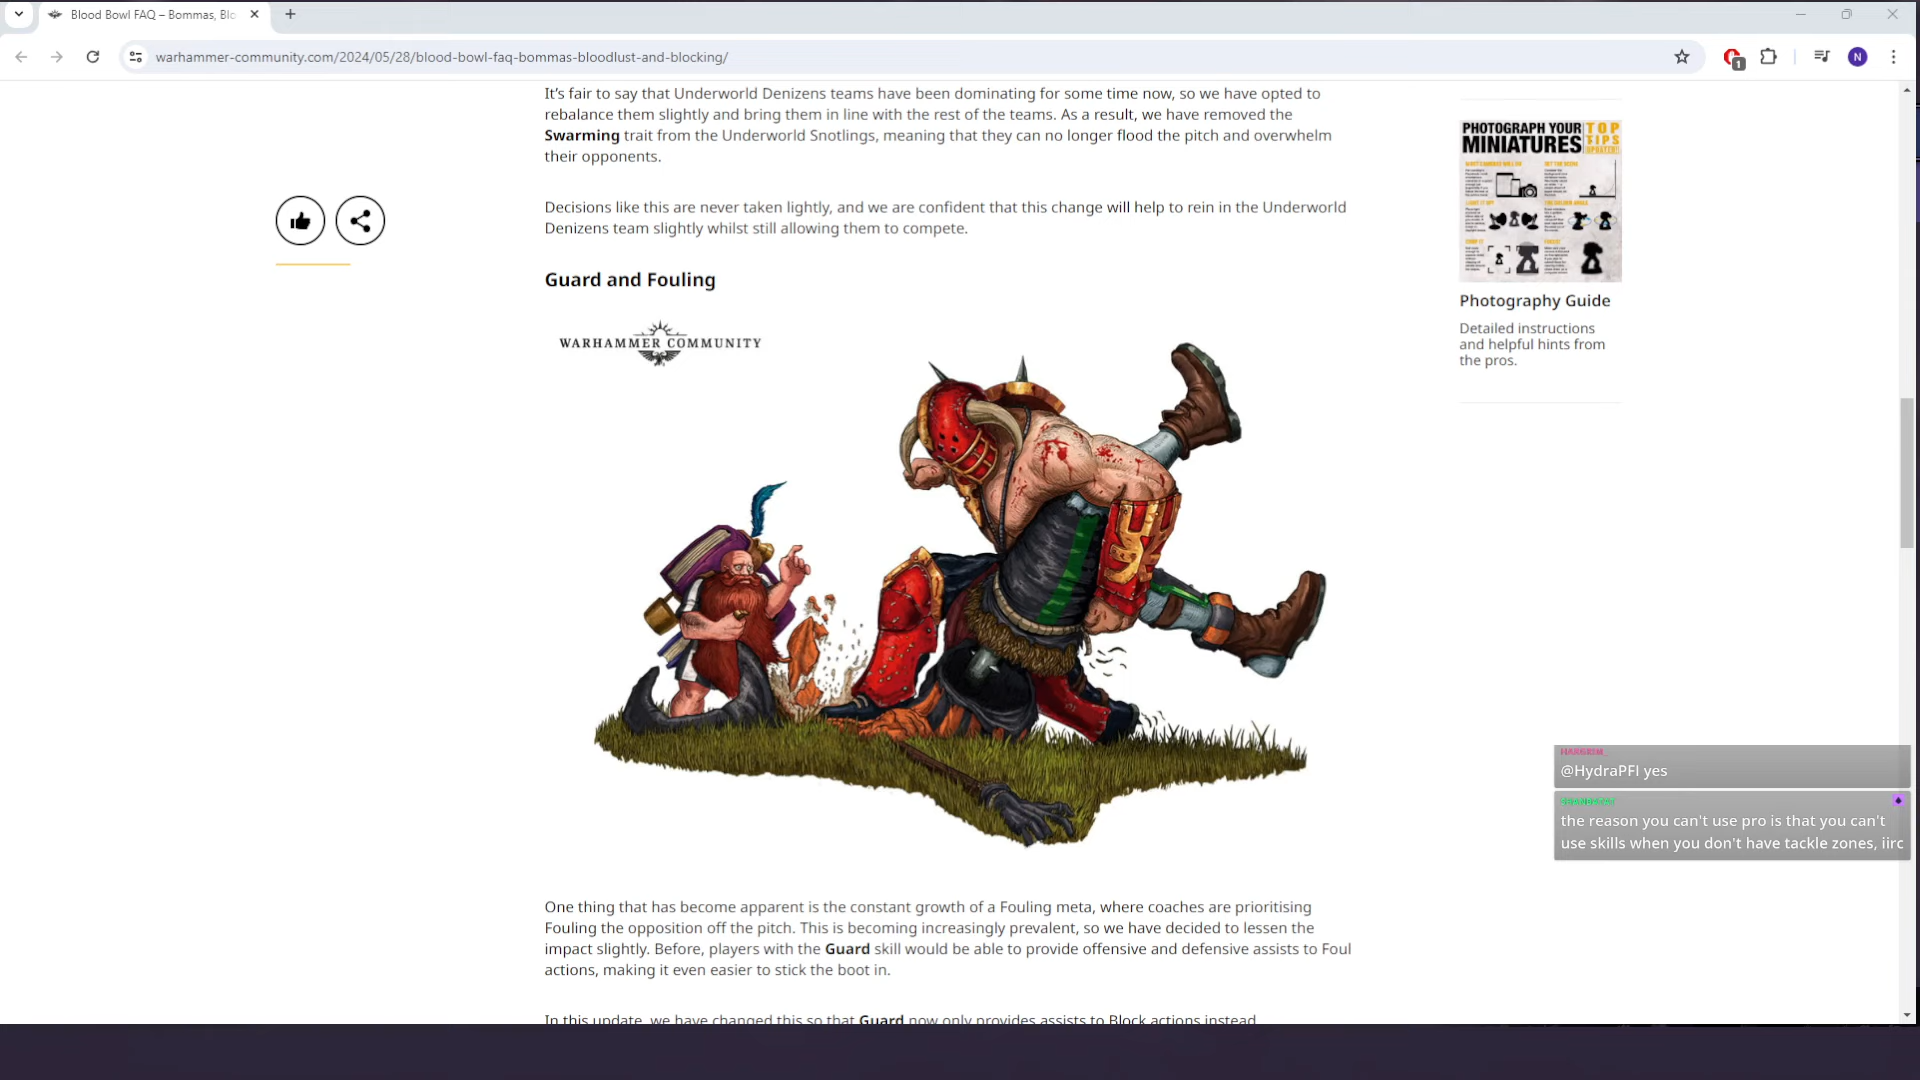 Blood Bowl FAQ – Bommas, Blo
warhammer-community.com/2024/05/28/blood-bowl-faq-bommas-bloodlust-and-blocking/
1
N
It's fair to say that Underworld Denizens teams have been dominating for some time now, so we have opted to
rebalance them slightly and bring them in line with the rest of the teams. As a result, we have removed the
Swarming trait from the Underworld Snotlings, meaning that they can no longer flood the pitch and overwhelm
their opponents.
Decisions like this are never taken lightly, and we are confident that this change will help to rein in the Underworld
Denizens team slightly whilst still allowing them to compete.
Guard and Fouling
WARHAMMER COMMUNITY
One thing that has become apparent is the constant growth of a Fouling meta, where coaches are prioritising
Fouling the opposition off the pitch. This is becoming increasingly prevalent, so we have decided to lessen the
impact slightly. Before, players with the Guard skill would be able to provide offensive and defensive assists to Foul
actions, making it even easier to stick the boot in.
In this update, we have changed this so that Guard now only provides assists to Block actions instead.
PHOTOGRAPH YOUR
MINIATURES
TOP
TIPS
Photography Guide
Detailed instructions
and helpful hints from
the pros.
@HydraPFI yes
the reason you can't use pro is that you can't
use skills when you don't have tackle zones, iirc